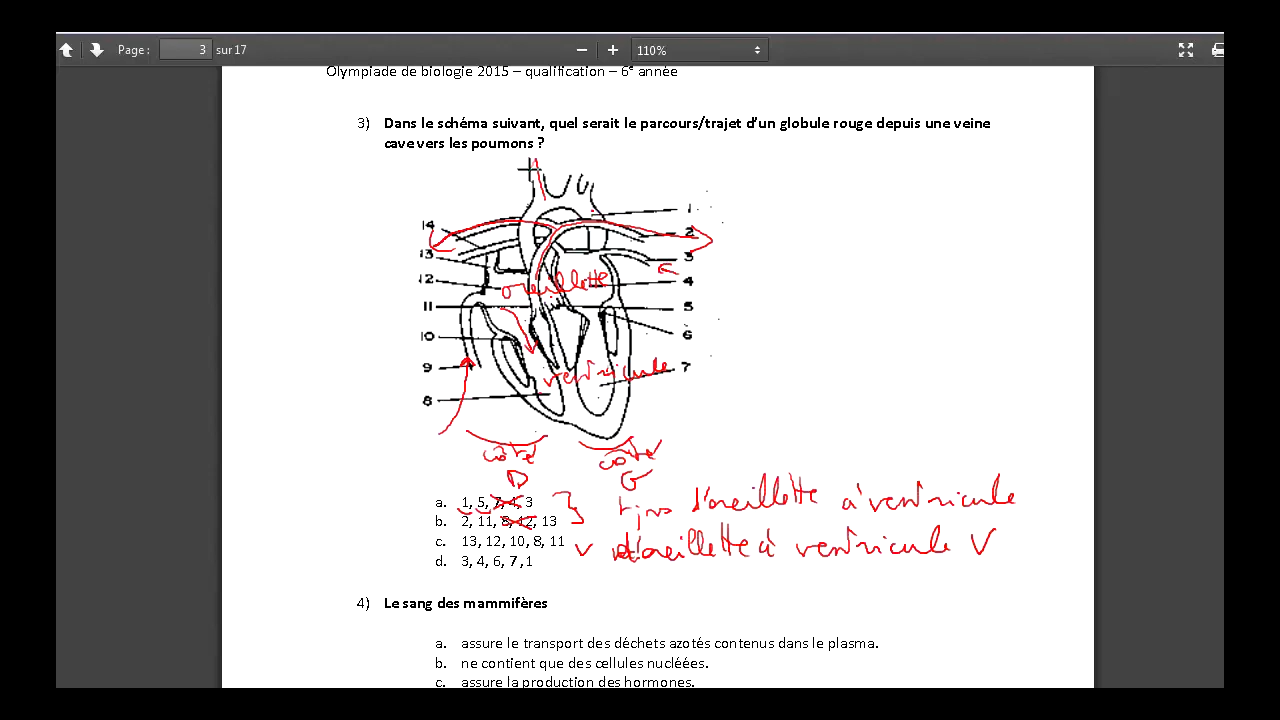 Page : 3 sur 17 110%
Olympiade de biologie 2015 – qualification – 6e année
3) Dans le schéma suivant, quel serait le parcours/trajet d'un globule rouge depuis une veine
cave vers les poumons ?
1
14 2
13 3
12 oreillette 4
11 5
10 6
9 ventricule 7
8
côté côté
D G
a. 1, 5, 7, 4, 3 tjrs d'oreillette à ventricule
b. 2, 11, 8, 12, 13
c. 13, 12, 10, 8, 11 v d'oreillette à ventricule V
d. 3, 4, 6, 7 ,1
4) Le sang des mammifères
a. assure le transport des déchets azotés contenus dans le plasma.
b. ne contient que des cellules nucléées.
c. assure la production des hormones.